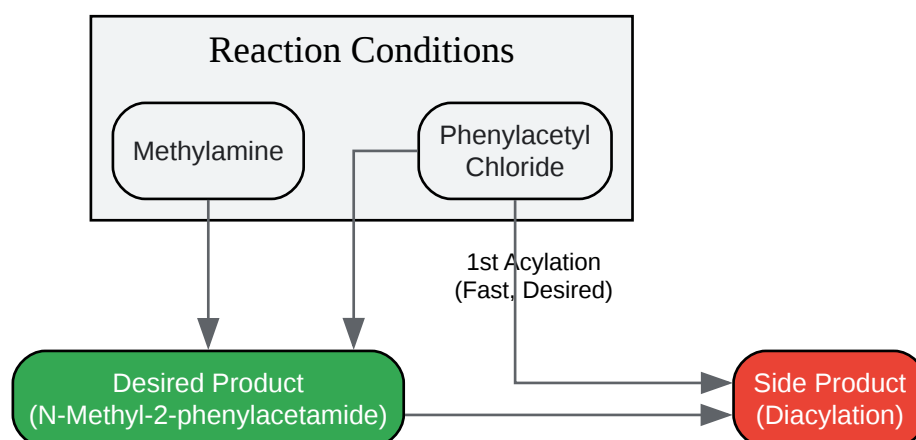 Reaction Conditions
Methylamine
Phenylacetyl
Chloride
1st Acylation
(Fast, Desired)
Desired Product
(N-Methyl-2-phenylacetamide)
Side Product
(Diacylation)